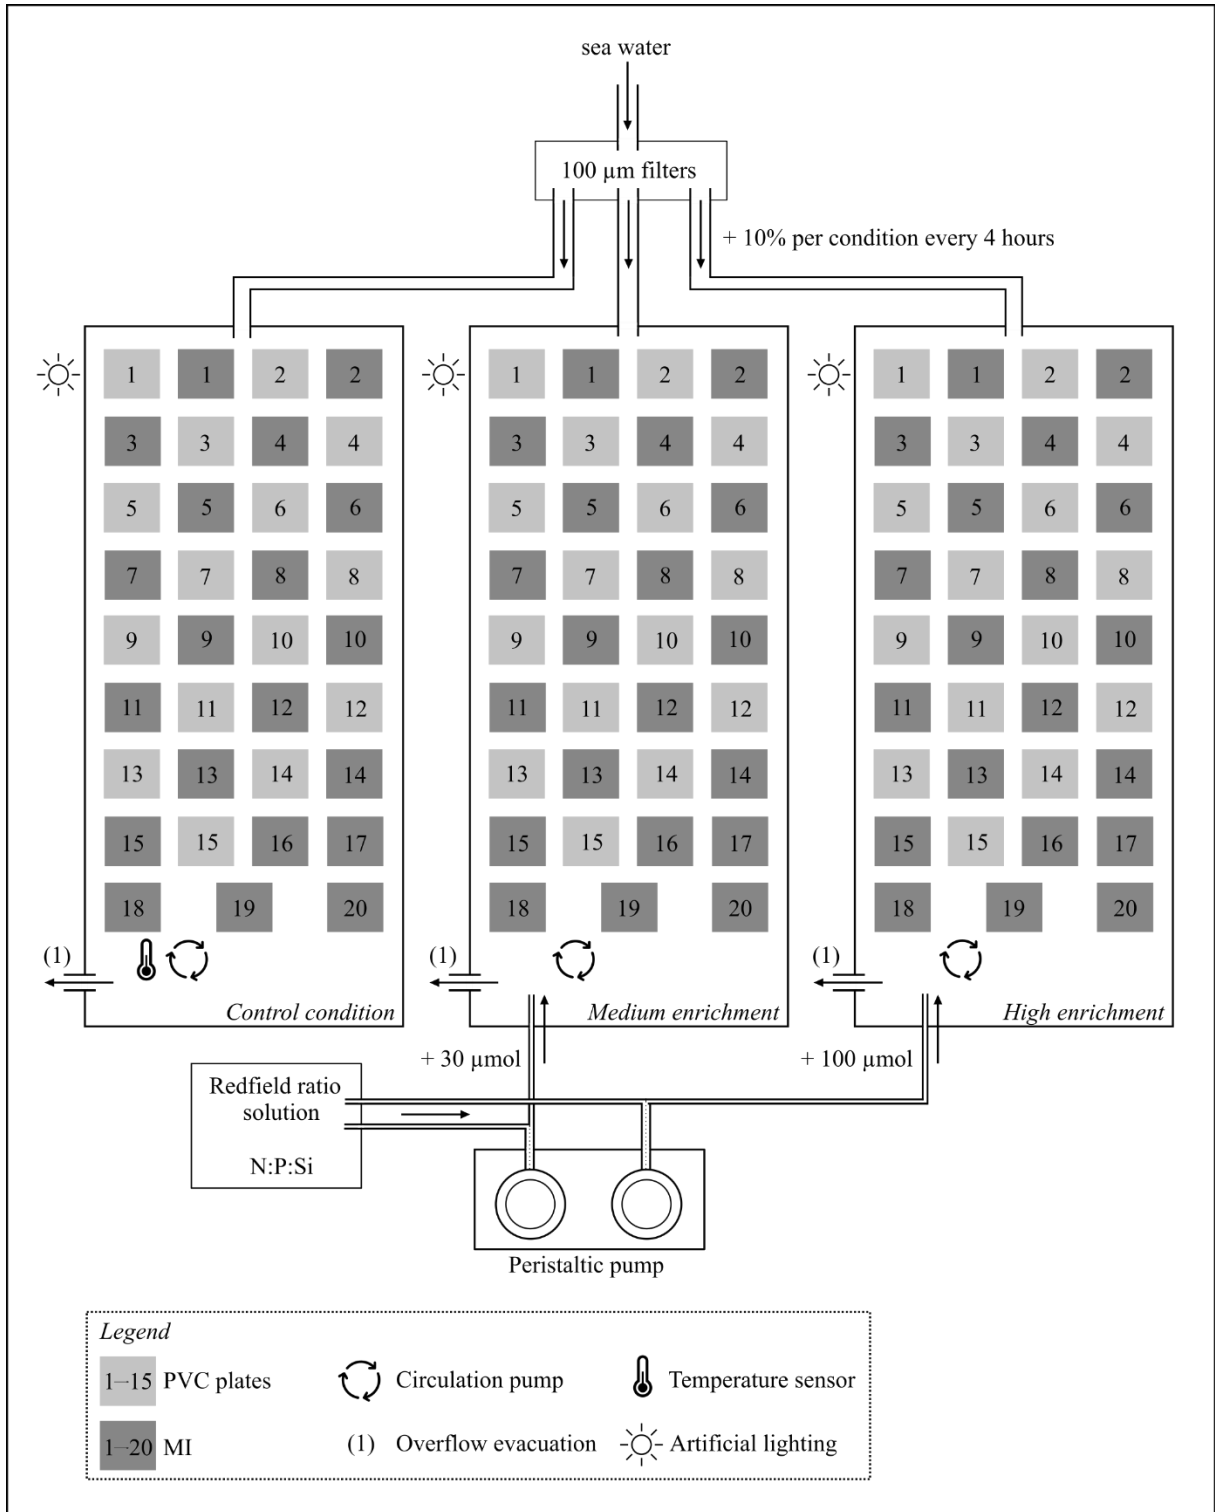 sea water
100 µm filters
+ 10% per condition every 4 hours
1 1 2 2
3 3 4 4
5 5 6 6
7 7 8 8
9 9 10 10
11 11 12 12
13 13 14 14
15 15 16 17
18 19 20
(1)
Control condition
1 1 2 2
3 3 4 4
5 5 6 6
7 7 8 8
9 9 10 10
11 11 12 12
13 13 14 14
15 15 16 17
18 19 20
(1)
Medium enrichment
1 1 2 2
3 3 4 4
5 5 6 6
7 7 8 8
9 9 10 10
11 11 12 12
13 13 14 14
15 15 16 17
18 19 20
(1)
High enrichment
+ 30 µmol
+ 100 µmol
Redfield ratio
solution
N:P:Si
Peristaltic pump
Legend
1–15 PVC plates
Circulation pump
Temperature sensor
1–20 MI
(1) Overflow evacuation
Artificial lighting